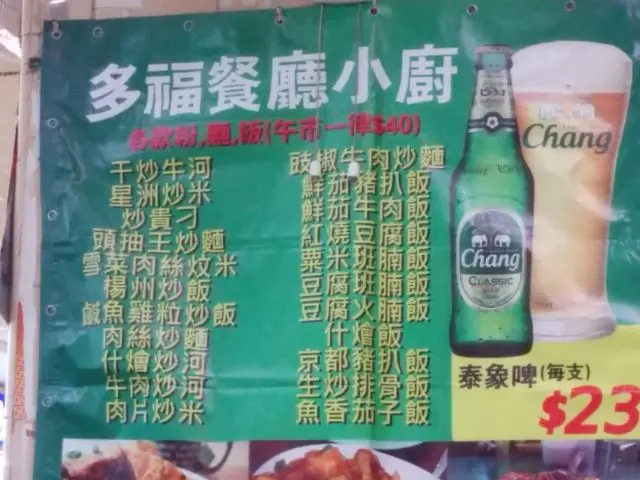 多福餐廳小廚
各款粉,麵,飯(午市一律$40)
干炒牛河
星洲炒米
炒貴刁
頭抽王炒麵
雪菜肉絲炆米
楊州炒飯
鹹魚雞粒炒飯
肉絲炒麵
什燴炒河
牛肉炒河
肉片炒米
豉椒牛肉炒麵
鮮茄豬扒飯
鮮茄牛肉飯
紅燒豆腐飯
粟米斑腩飯
豆腐斑腩飯
豆腐火腩飯
什燴飯
京都豬扒飯
生炒排骨飯
魚香茄子飯
Chang
CLASSIC
Chang
泰象啤(每支)
$23